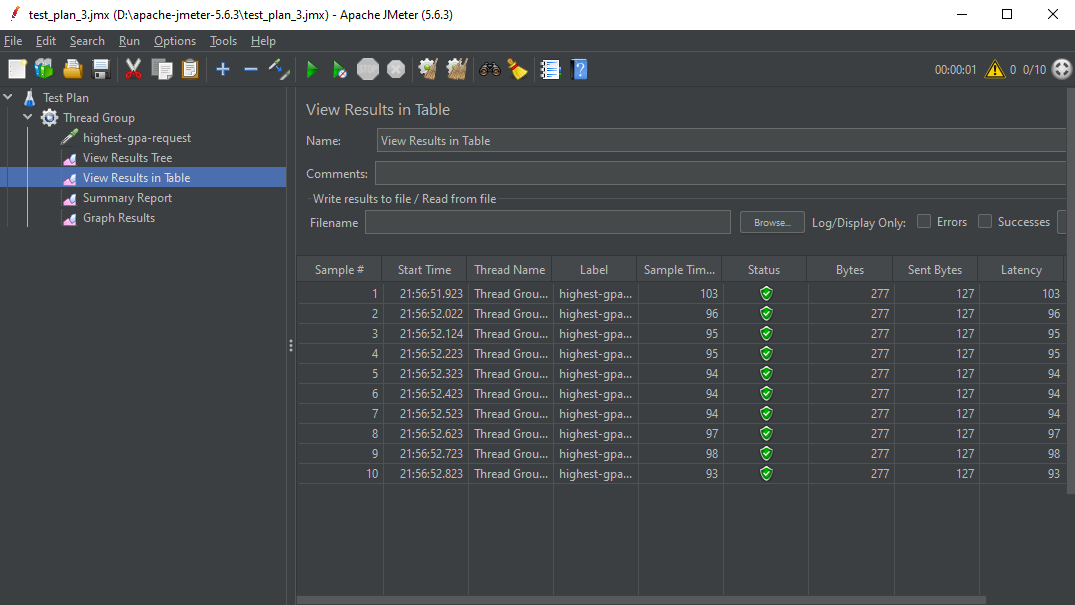 test_plan_3.jmx (D:\apache-jmeter-5.6.3\test_plan_3.jmx) - Apache JMeter (5.6.3)
File Edit Search Run Options Tools Help
00:00:01 0 0/10
Test Plan
Thread Group
highest-gpa-request
View Results Tree
View Results in Table
Summary Report
Graph Results
View Results in Table
Name: View Results in Table
Comments:
Write results to file / Read from file
Filename Browse... Log/Display Only: Errors Successes
Sample # Start Time Thread Name Label Sample Tim... Status Bytes Sent Bytes Latency
1 21:56:51.923 Thread Grou... highest-gpa... 103 277 127 103
2 21:56:52.022 Thread Grou... highest-gpa... 96 277 127 96
3 21:56:52.124 Thread Grou... highest-gpa... 95 277 127 95
4 21:56:52.223 Thread Grou... highest-gpa... 95 277 127 95
5 21:56:52.323 Thread Grou... highest-gpa... 94 277 127 94
6 21:56:52.423 Thread Grou... highest-gpa... 94 277 127 94
7 21:56:52.523 Thread Grou... highest-gpa... 94 277 127 94
8 21:56:52.623 Thread Grou... highest-gpa... 97 277 127 97
9 21:56:52.723 Thread Grou... highest-gpa... 98 277 127 98
10 21:56:52.823 Thread Grou... highest-gpa... 93 277 127 93